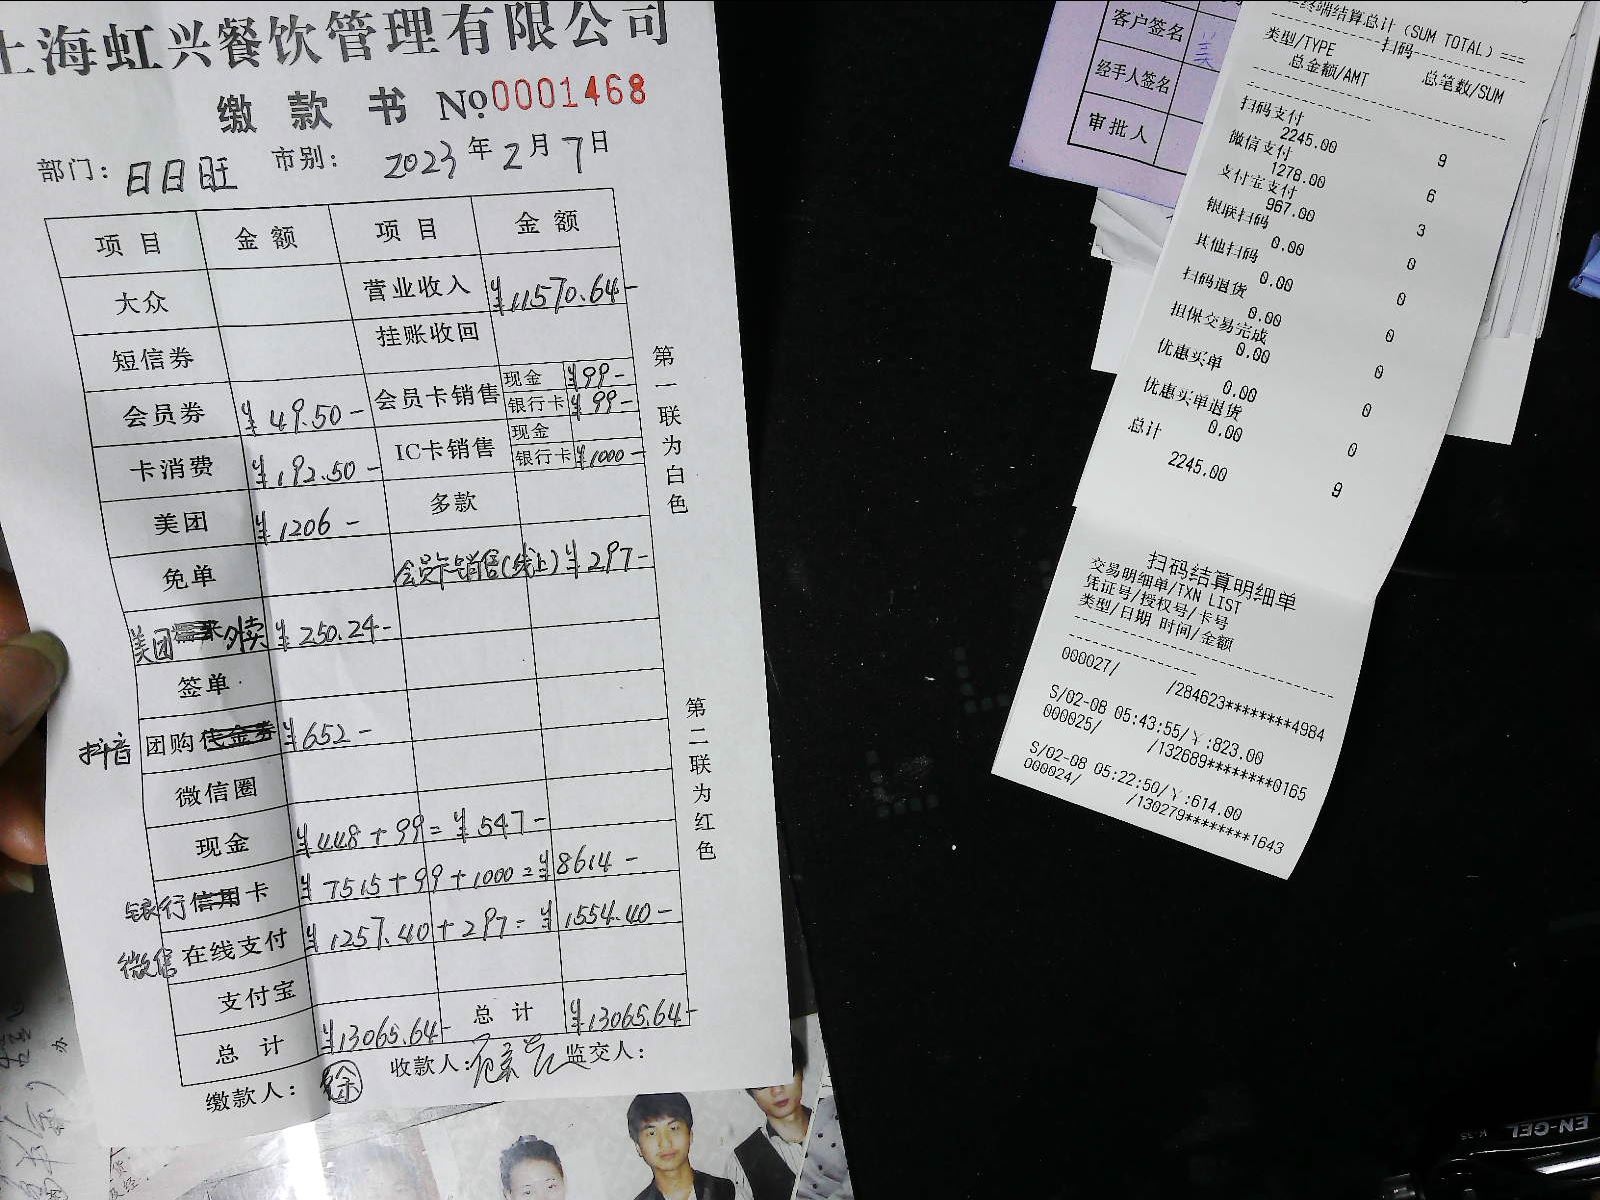 上海虹兴餐饮管理有限公司
缴款书 №0001468
部门：日日旺 市别： 2023年2月7日
项目 金额 项目 金额
大众 营业收入 ¥11570.64-
短信券 挂账收回
会员券 ¥49.50- 会员卡销售 现金 ¥99-
银行卡 ¥99-
卡消费 ¥192.50- IC卡销售 现金
银行卡 ¥1000-
美团 ¥1206- 多款
免单 会员卡销售(线上) ¥297-
美团外卖 ¥250.24-
签单
抖音团购代金券 ¥652-
微信圈
现金 ¥448+99=¥547-
银行信用卡 ¥7515+99+1000=¥8614-
微信在线支付 ¥1257.40+297=¥1554.40-
支付宝
总计 ¥13065.64- 总计 ¥13065.64-
缴款人： 徐 收款人： 监交人：
第一联为白色
第二联为红色
客户签名
经手人签名
审批人
终端结算总计（SUM TOTAL）===
扫码
类型/TYPE
总金额/AMT 总笔数/SUM
扫码支付
2245.00 9
微信支付
1278.00 6
支付宝支付
967.00 3
银联扫码
0.00 0
其他扫码
0.00 0
扫码退货
0.00 0
担保交易完成
0.00 0
优惠买单
0.00 0
优惠买单退货
0.00 0
总计
2245.00 9
扫码结算明细单
交易明细单/TXN LIST
凭证号/授权号/卡号
类型/日期 时间/金额
000027/ /284623********4984
S/02-08 05:43:55/¥:823.00
000025/ /132689********0165
S/02-08 05:22:50/¥:614.00
000024/ /130279********1643
EN-GEL